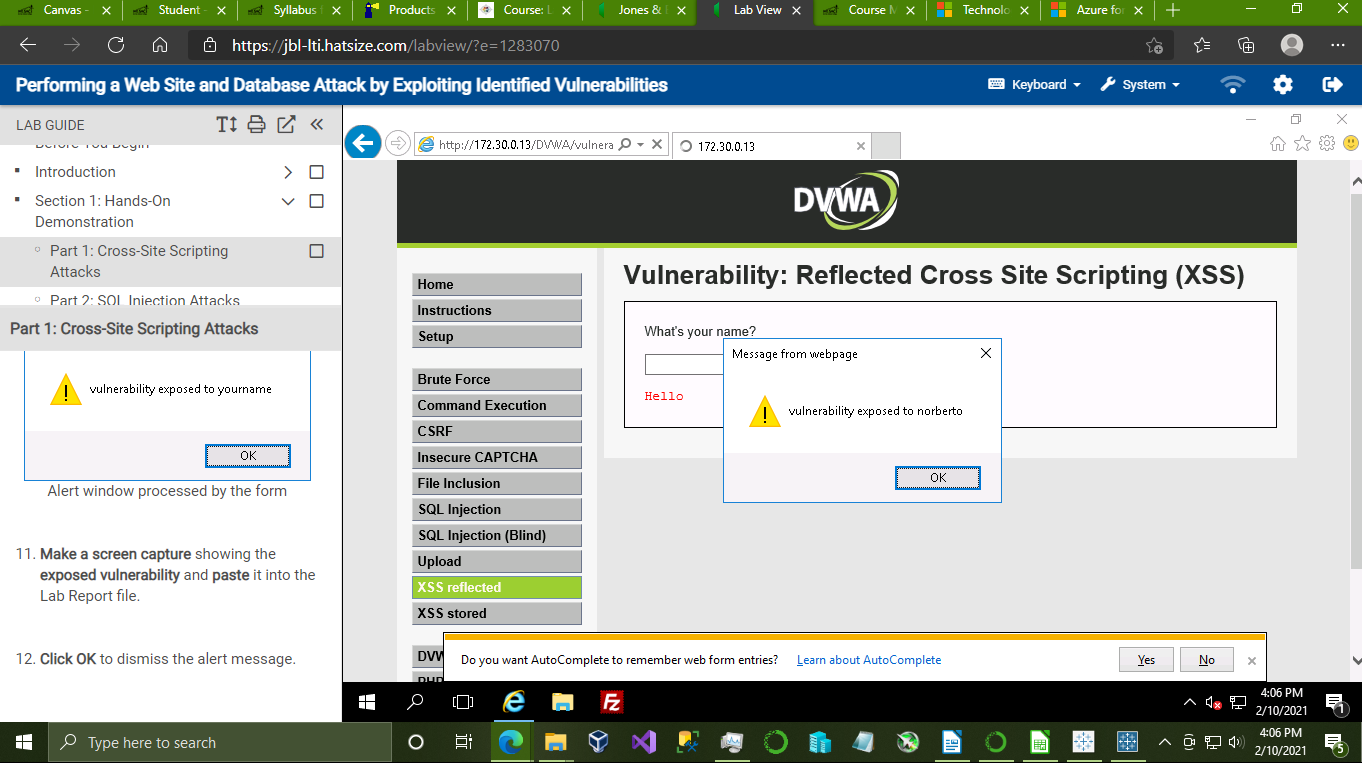 Canvas -
Student
Syllabus
Products
Course: L
Jones &
Lab View
Course M
Technolo
Azure for
https://jbl-lti.hatsize.com/labview/?e=1283070
Performing a Web Site and Database Attack by Exploiting Identified Vulnerabilities
Keyboard
System
LAB GUIDE
Before You Begin
Introduction
Section 1: Hands-On
Demonstration
Part 1: Cross-Site Scripting
Attacks
Part 2: SQL Injection Attacks
Part 1: Cross-Site Scripting Attacks
vulnerability exposed to yourname
OK
Alert window processed by the form
11. Make a screen capture showing the
exposed vulnerability and paste it into the
Lab Report file.
12. Click OK to dismiss the alert message.
http://172.30.0.13/DVWA/vulnera
172.30.0.13
DVWA
Home
Instructions
Setup
Brute Force
Command Execution
CSRF
Insecure CAPTCHA
File Inclusion
SQL Injection
SQL Injection (Blind)
Upload
XSS reflected
XSS stored
DVW
PHP
Vulnerability: Reflected Cross Site Scripting (XSS)
What's your name?
Hello
Message from webpage
vulnerability exposed to norberto
OK
Do you want AutoComplete to remember web form entries?
Learn about AutoComplete
Yes
No
Fz
4:06 PM
2/10/2021
1
Type here to search
4:06 PM
2/10/2021
5